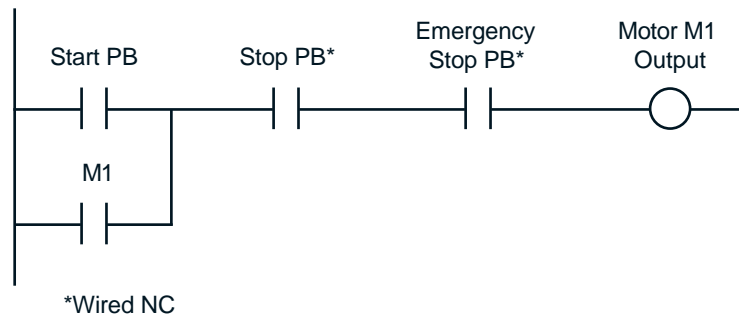 Start PB
Stop PB*
Emergency
Stop PB*
Motor M1
Output
M1
*Wired NC